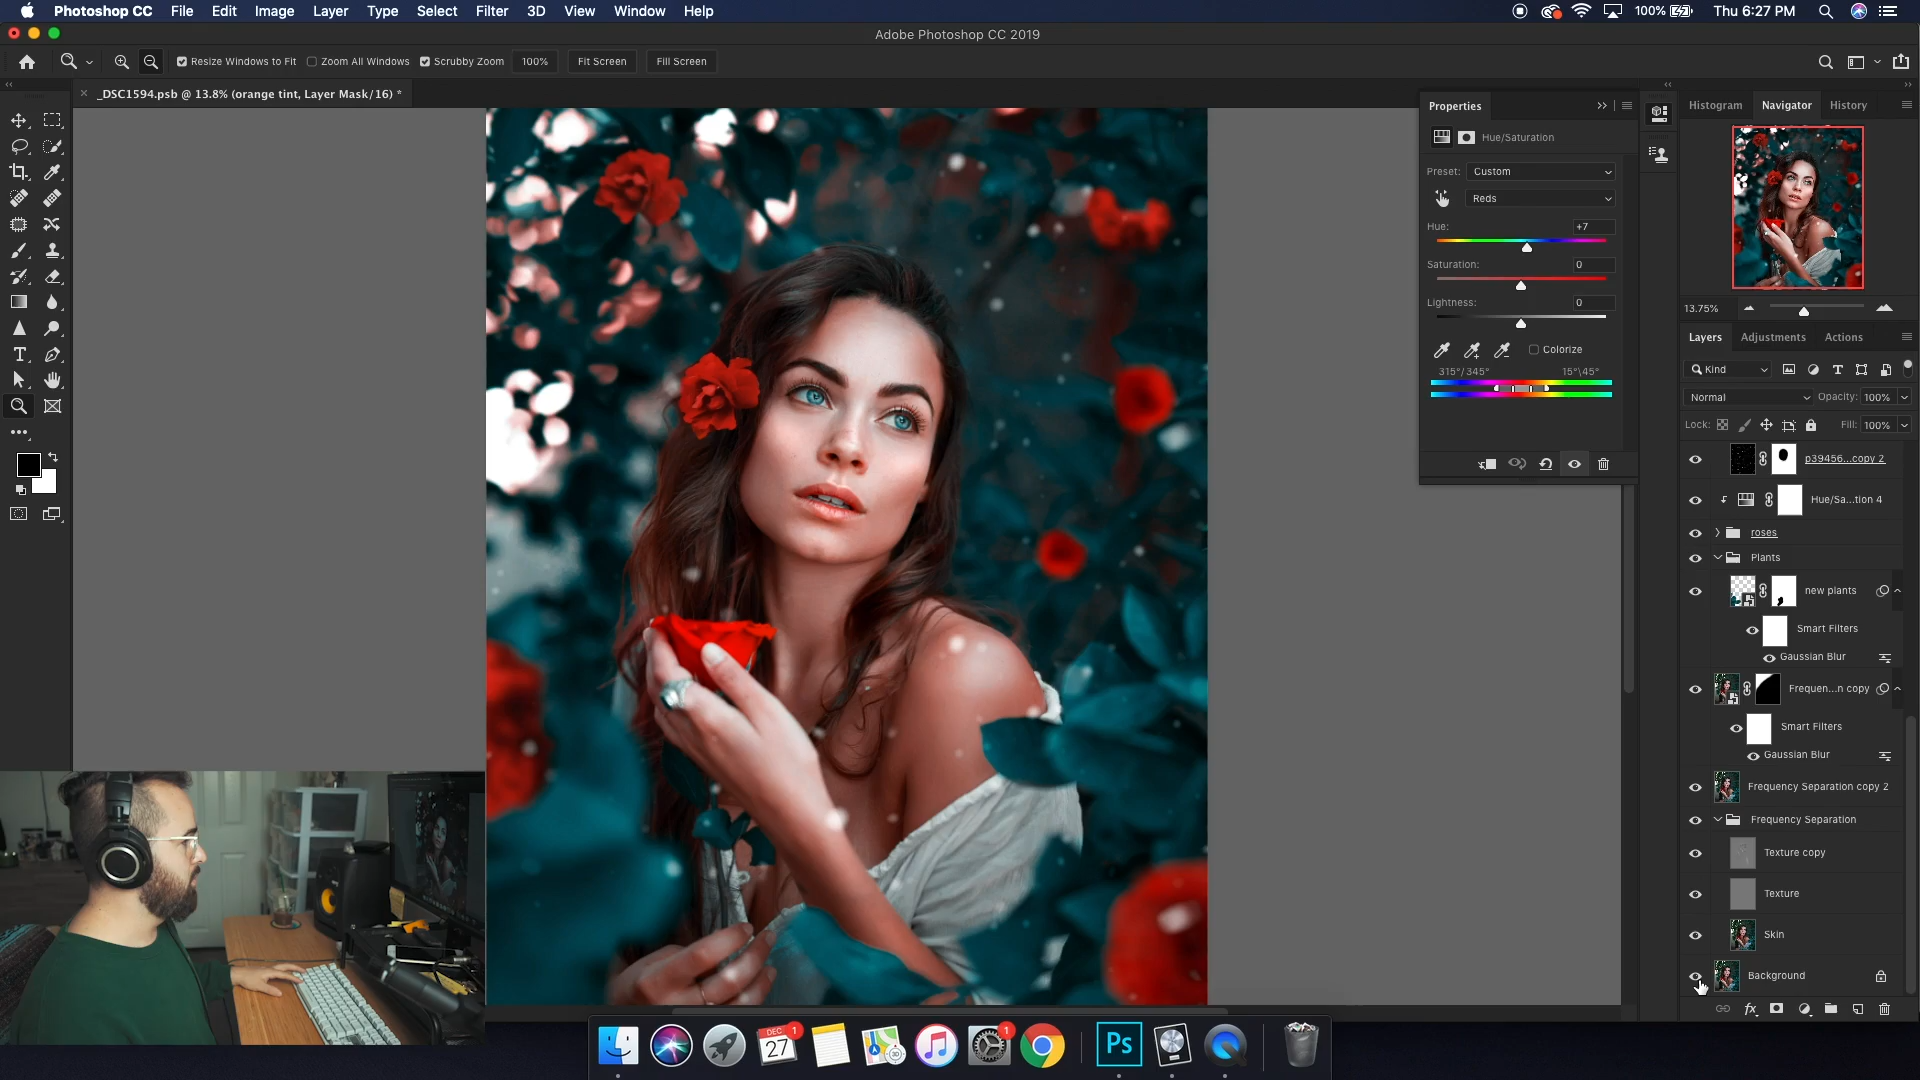 Photoshop CC File Edit Image Layer Type Select Filter 3D View Window Help 100% Thu 6:27 PM
Adobe Photoshop CC 2019
Resize Windows to Fit Zoom All Windows Scrubby Zoom 100% Fit Screen Fill Screen
_DSC1594.psb @ 13.8% (orange tint, Layer Mask/16) *
Properties
Hue/Saturation
Preset: Custom
Reds
Hue: +7
Saturation: 0
Lightness: 0
Colorize
315°/345° 15°\45°
Histogram Navigator History
13.75%
Layers Adjustments Actions
Kind
Normal Opacity: 100%
Lock: Fill: 100%
p39456...copy 2
Hue/Sa...tion 4
roses
Plants
new plants
Smart Filters
Gaussian Blur
Frequen...n copy
Smart Filters
Gaussian Blur
Frequency Separation copy 2
Frequency Separation
Texture copy
Texture
Skin
Background
DEC 27 1
1
Ps